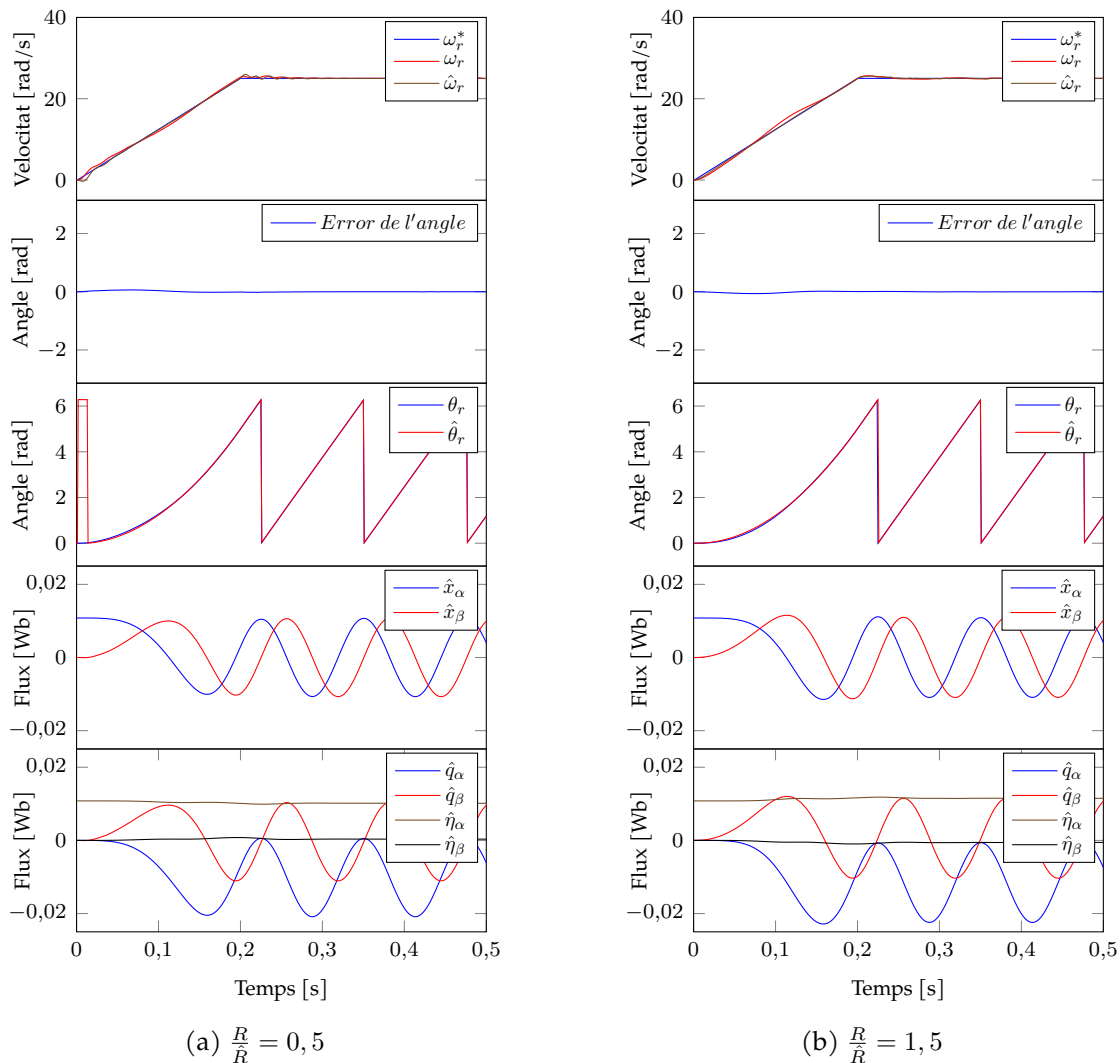 40
20
0
Velocitat [rad/s]
ω_r^*
ω_r
ω̂_r
2
0
−2
Angle [rad]
Error de l'angle
6
4
2
0
Angle [rad]
θ_r
θ̂_r
0,02
0
−0,02
Flux [Wb]
x̂_α
x̂_β
0,02
0
−0,02
Flux [Wb]
q̂_α
q̂_β
η̂_α
η̂_β
0 0,1 0,2 0,3 0,4 0,5
Temps [s]
(a) R/R̂ = 0,5
40
20
0
Velocitat [rad/s]
ω_r^*
ω_r
ω̂_r
2
0
−2
Angle [rad]
Error de l'angle
6
4
2
0
Angle [rad]
θ_r
θ̂_r
0,02
0
−0,02
Flux [Wb]
x̂_α
x̂_β
0,02
0
−0,02
Flux [Wb]
q̂_α
q̂_β
η̂_α
η̂_β
0 0,1 0,2 0,3 0,4 0,5
Temps [s]
(b) R/R̂ = 1,5